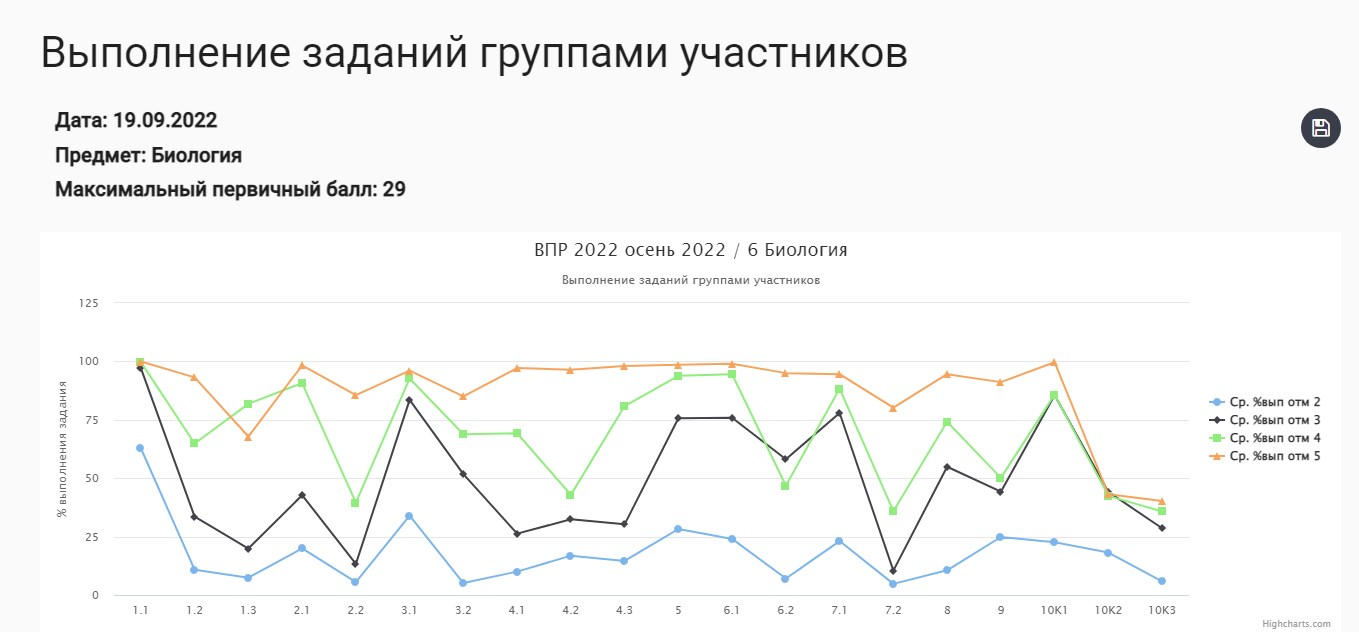 Выполнение заданий группами участников
Дата: 19.09.2022
Предмет: Биология
Максимальный первичный балл: 29
ВПР 2022 осень 2022 / 6 Биология
Выполнение заданий группами участников
% выполнения задания
125
100
75
50
25
0
1.1 1.2 1.3 2.1 2.2 3.1 3.2 4.1 4.2 4.3 5 6.1 6.2 7.1 7.2 8 9 10K1 10K2 10K3
Ср. %вып отм 2
Ср. %вып отм 3
Ср. %вып отм 4
Ср. %вып отм 5
Highcharts.com